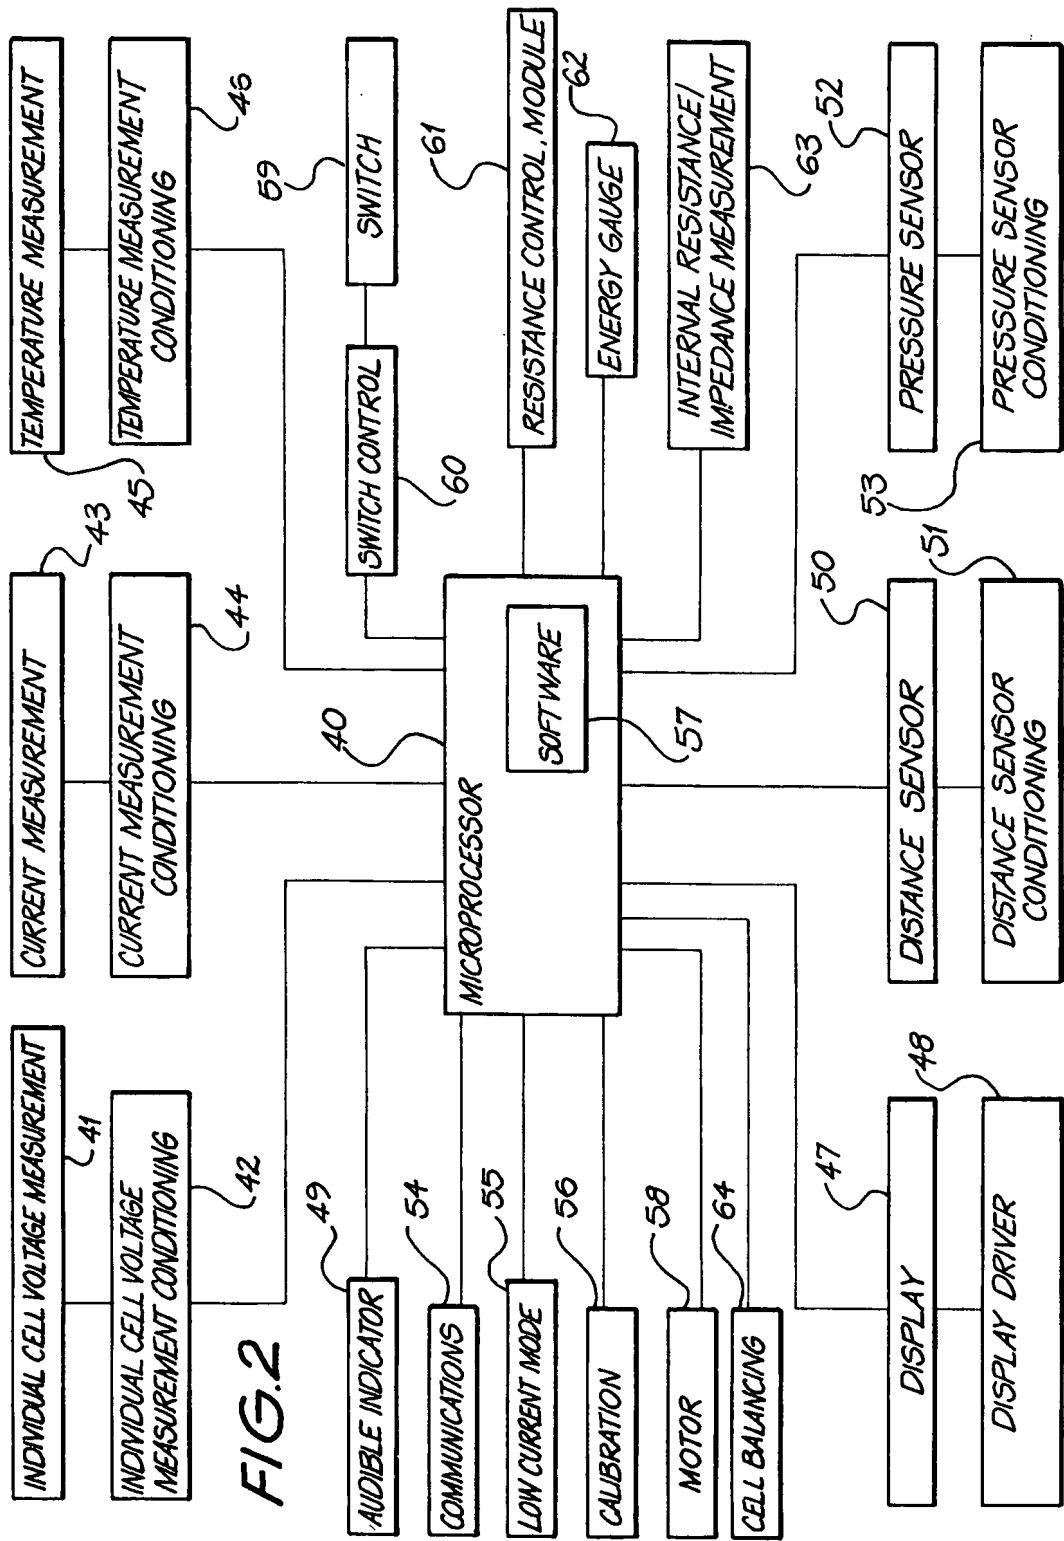 INDIVIDUAL CELL VOLTAGE MEASUREMENT
41
INDIVIDUAL CELL VOLTAGE
MEASUREMENT CONDITIONING
42
CURRENT MEASUREMENT
43
CURRENT MEASUREMENT
CONDITIONING
44
TEMPERATURE MEASUREMENT
45
TEMPERATURE MEASUREMENT
CONDITIONING
46
FIG.2
AUDIBLE INDICATOR
49
COMMUNICATIONS
54
LOW CURRENT MODE
55
CALIBRATION
56
MOTOR
58
CELL BALANCING
64
40
MICROPROCESSOR
SOFTWARE
57
SWITCH CONTROL
60
SWITCH
59
RESISTANCE CONTROL, MODULE
61
ENERGY GAUGE
62
INTERNAL RESISTANCE/
IMPEDANCE MEASUREMENT
63
DISPLAY
47
DISPLAY DRIVER
48
DISTANCE SENSOR
50
DISTANCE SENSOR
CONDITIONING
51
PRESSURE SENSOR
52
PRESSURE SENSOR
CONDITIONING
53